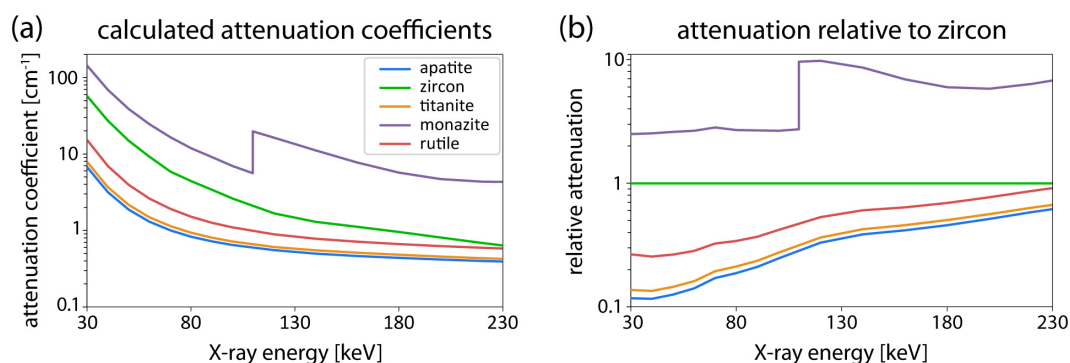 (a)
calculated attenuation coefficients
attenuation coefficient [cm⁻¹]
100
10
1
0.1
30
80
130
180
230
X-ray energy [keV]
apatite
zircon
titanite
monazite
rutile
(b)
attenuation relative to zircon
relative attenuation
10
1
0.1
30
80
130
180
230
X-ray energy [keV]